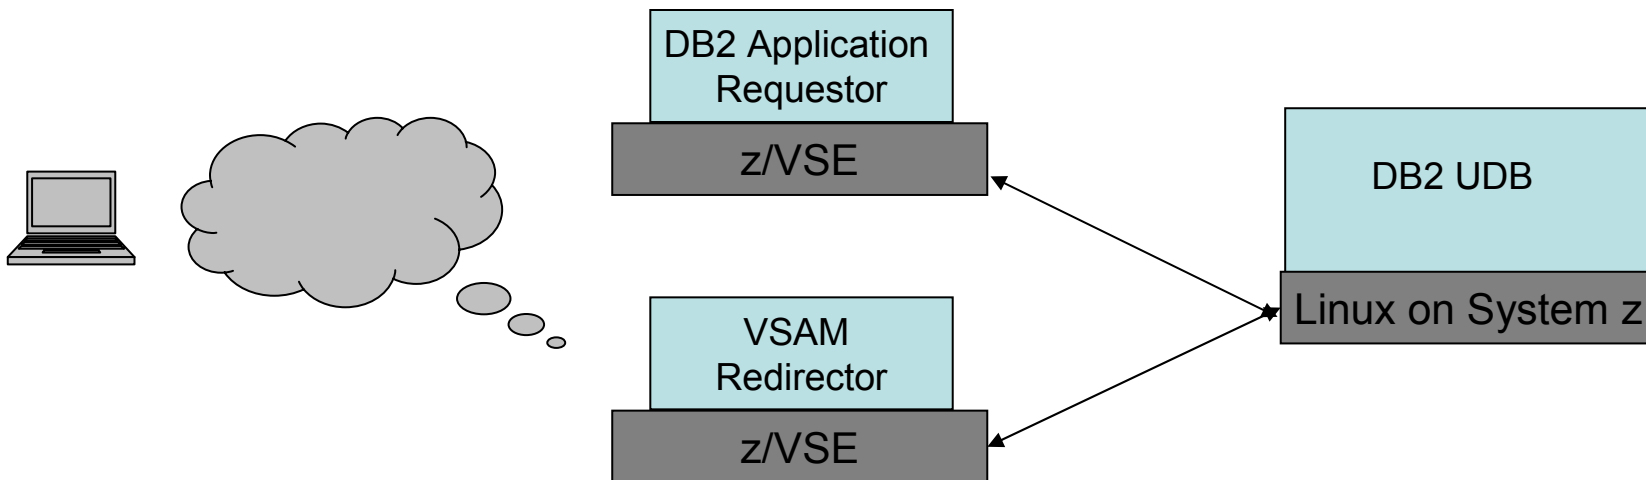 DB2 Application
Requestor
z/VSE
VSAM
Redirector
z/VSE
DB2 UDB
Linux on System z